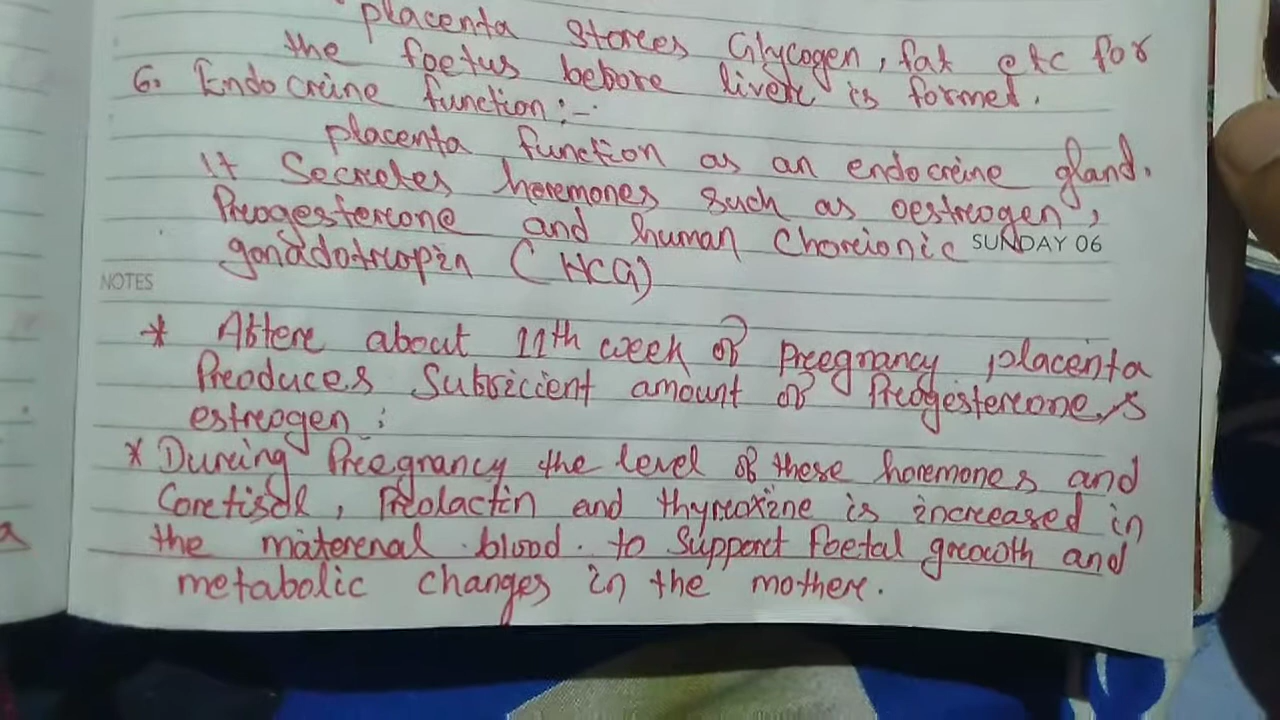 placenta stores Glycogen, fat etc for
the foetus before liver is formed.
6. Endocrine function :-
placenta function as an endocrine gland.
It Secretes hormones such as oestrogen,
Progesterone and human Chorionic
SUNDAY 06
gonadotropin (HCG)
NOTES
* After about 11th week of Pregnancy placenta
Produces Sufficient amount of Progesterone &
estrogen :
* During Pregnancy the level of these hormones and
Cortisol, Prolactin and thyroxine is increased in
the maternal blood. to support foetal growth and
metabolic changes in the mother.